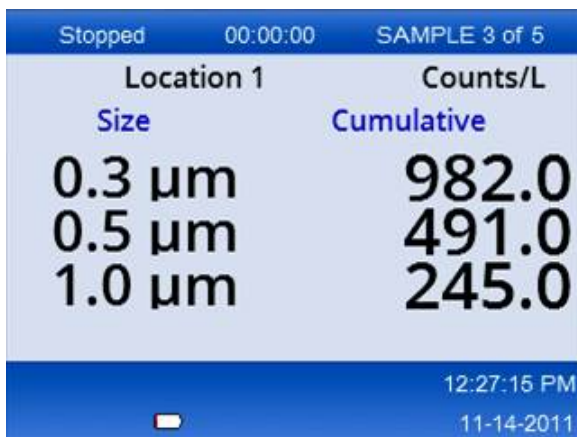 Stopped 00:00:00 SAMPLE 3 of 5
Location 1 Counts/L
Size Cumulative
0.3 µm 982.0
0.5 µm 491.0
1.0 µm 245.0
12:27:15 PM
11-14-2011